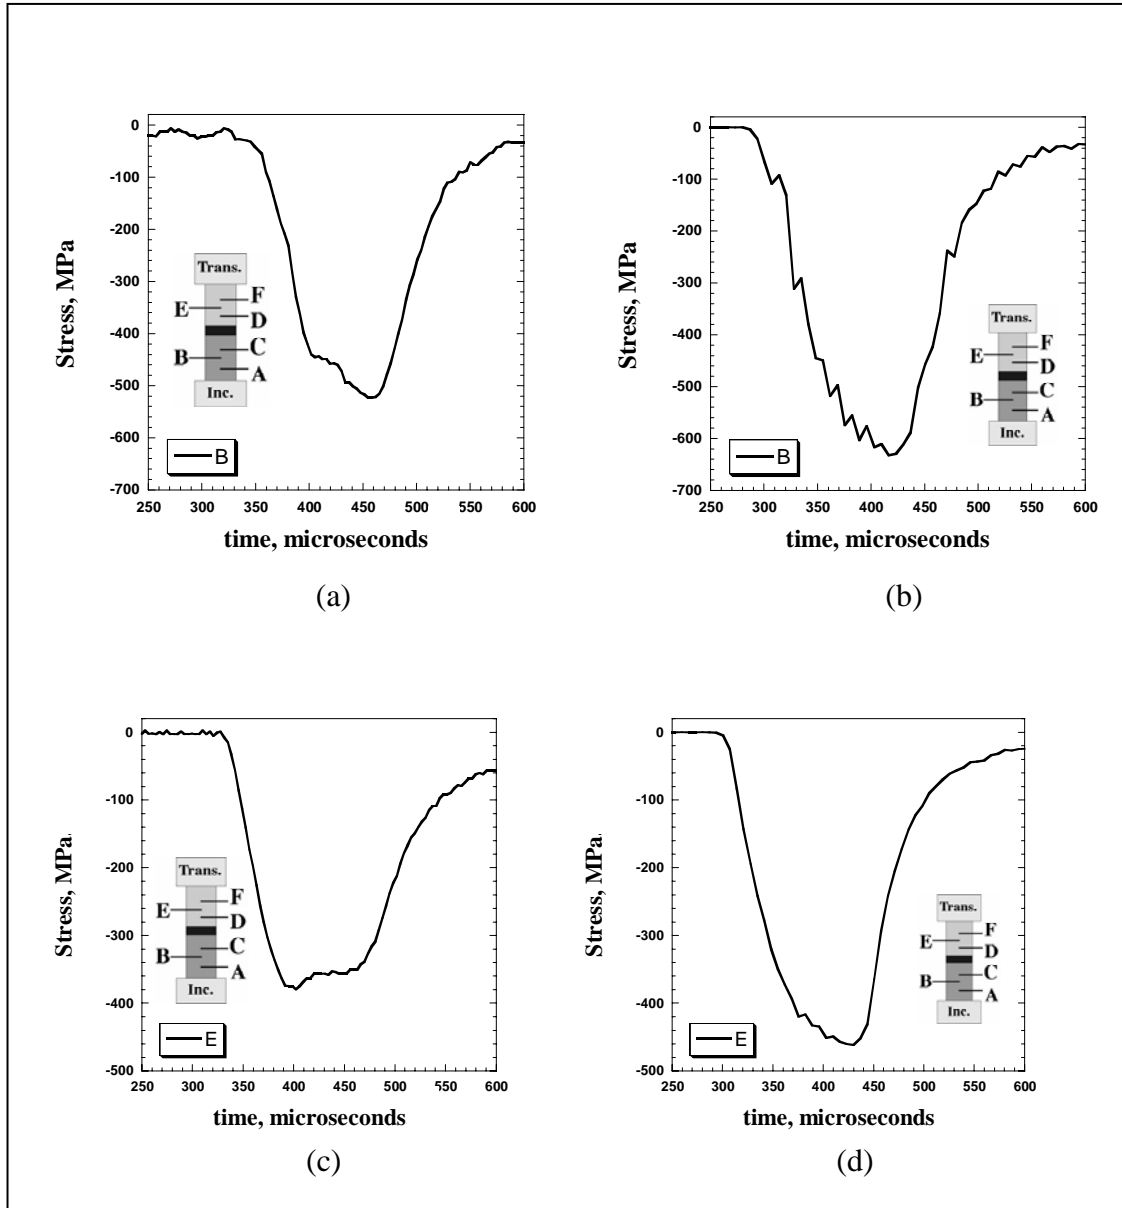 0
-100
-200
-300
-400
-500
-600
-700
Stress, MPa
250 300 350 400 450 500 550 600
time, microseconds
Trans.
F
E
D
C
B
A
Inc.
B
(a)
0
-100
-200
-300
-400
-500
-600
-700
Stress, MPa
250 300 350 400 450 500 550 600
time, microseconds
Trans.
F
E
D
C
B
A
Inc.
B
(b)
0
-100
-200
-300
-400
-500
Stress, MPa
250 300 350 400 450 500 550 600
time, microseconds
Trans.
F
E
D
C
B
A
Inc.
E
(c)
0
-100
-200
-300
-400
-500
Stress, MPa
250 300 350 400 450 500 550 600
time, microseconds
Trans.
F
E
D
C
B
A
Inc.
E
(d)